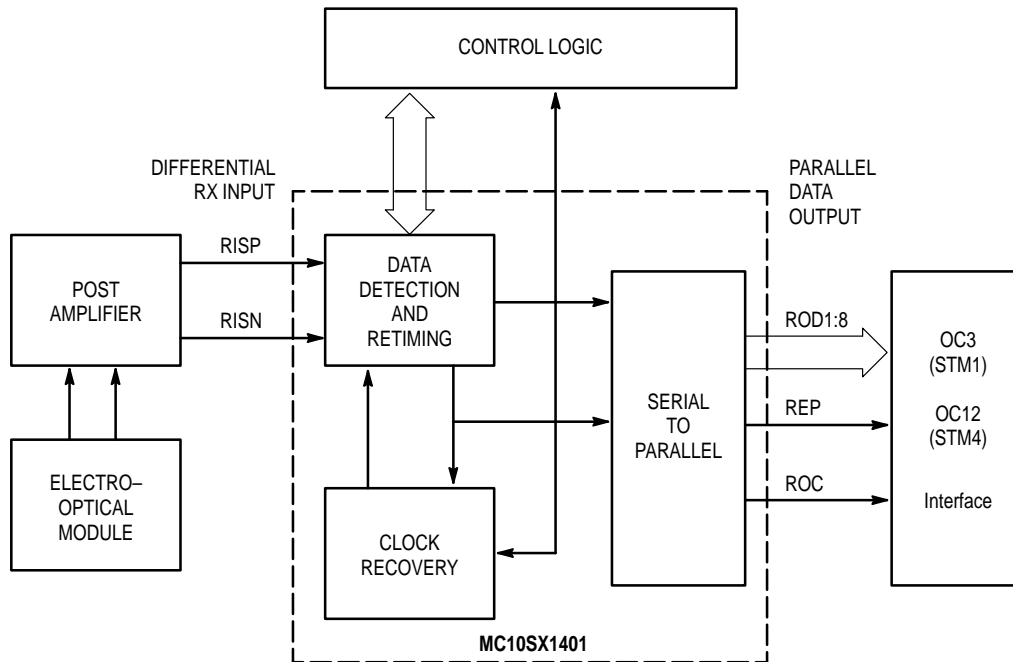 CONTROL LOGIC
DIFFERENTIAL
RX INPUT
PARALLEL
DATA
OUTPUT
POST
AMPLIFIER
RISP
RISN
DATA
DETECTION
AND
RETIMING
ELECTRO–
OPTICAL
MODULE
CLOCK
RECOVERY
SERIAL
TO
PARALLEL
ROD1:8
REP
ROC
OC3
(STM1)
OC12
(STM4)
Interface
MC10SX1401